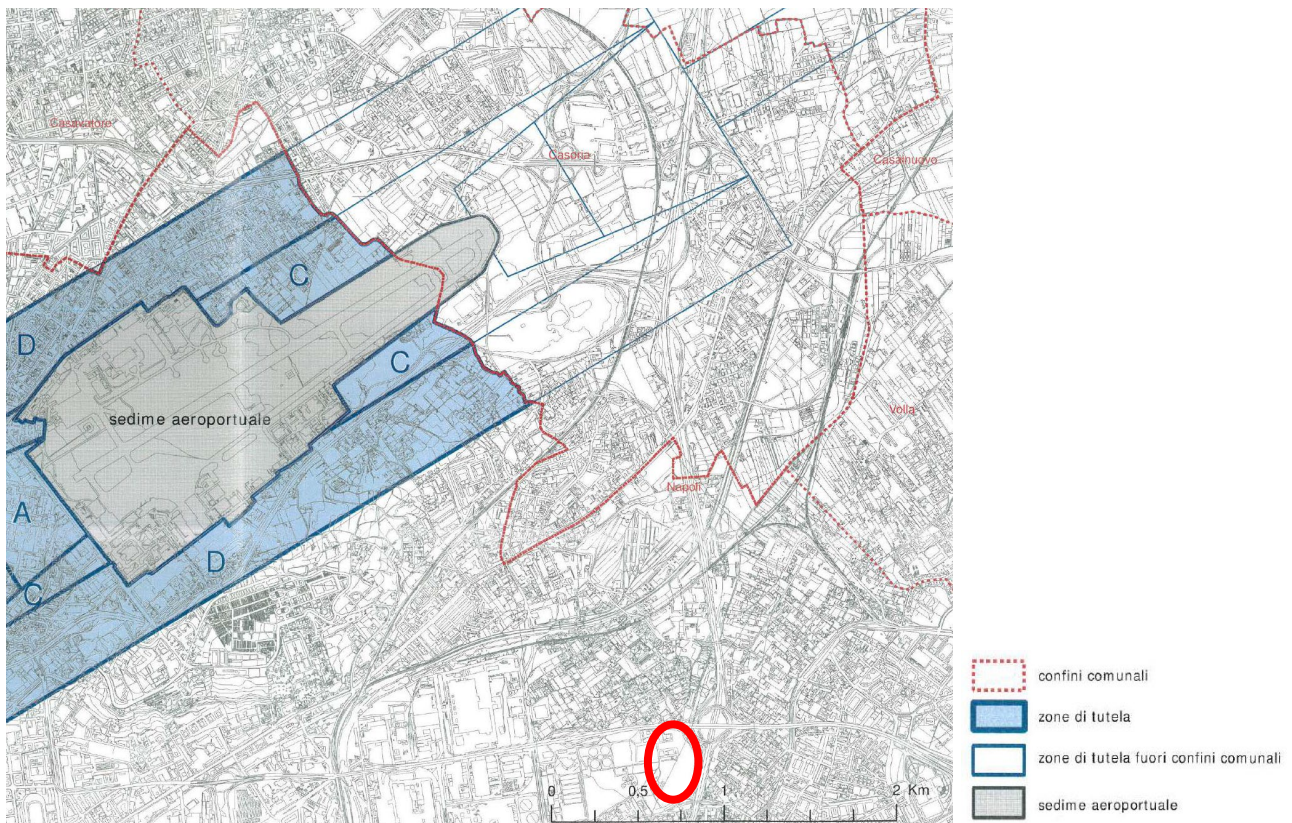 Casavatore
Casoria
Casalnuovo
C
D
C
sedime aeroportuale
Volla
Napoli
A
D
C
confini comunali
zone di tutela
zone di tutela fuori confini comunali
sedime aeroportuale
0 0,5 1 2 Km